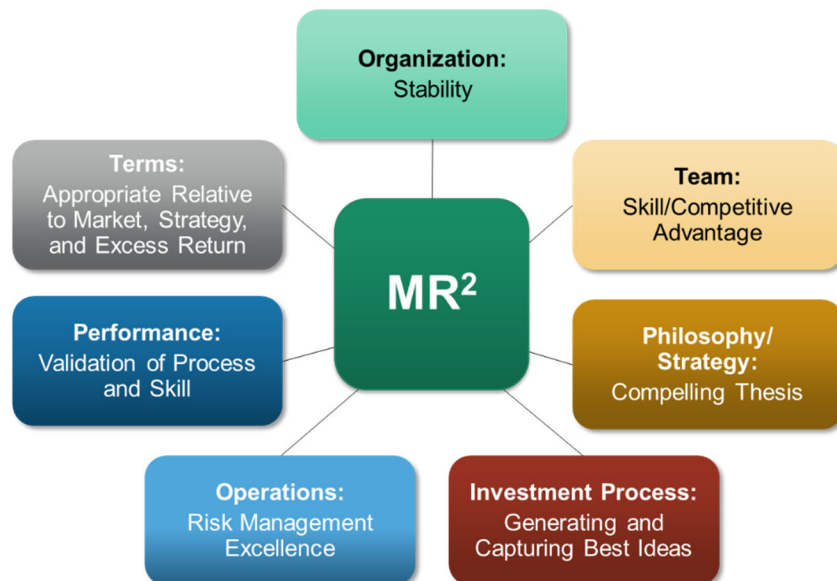 Organization:
Stability
Terms:
Appropriate Relative
to Market, Strategy,
and Excess Return
Team:
Skill/Competitive
Advantage
MR²
Performance:
Validation of Process
and Skill
Philosophy/
Strategy:
Compelling Thesis
Operations:
Risk Management
Excellence
Investment Process:
Generating and
Capturing Best Ideas